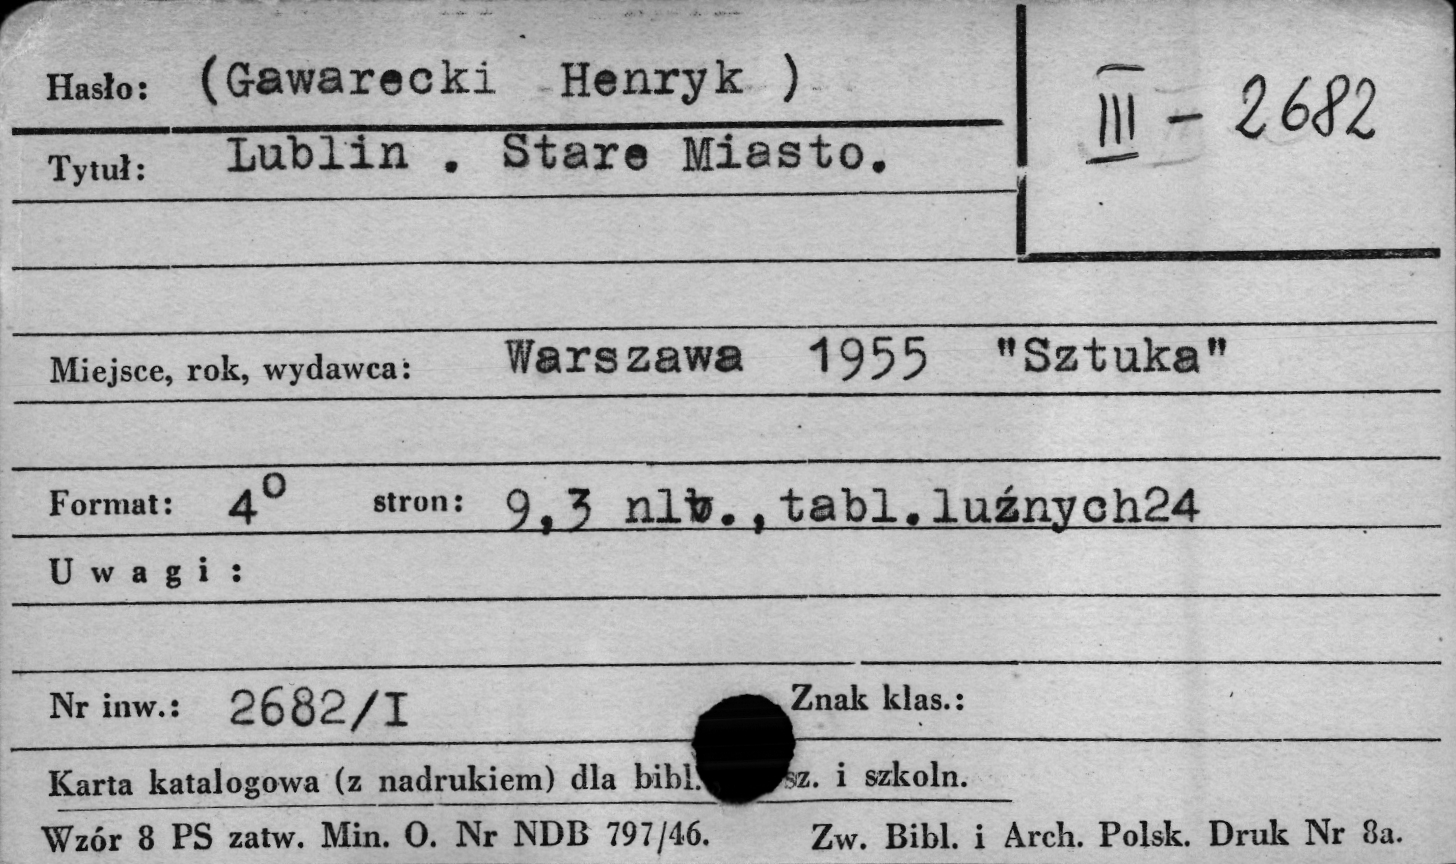 Hasło: (Gawarecki Henryk )
III - 2682
Tytuł: Lublin . Stare Miasto.
Miejsce, rok, wydawca: Warszawa 1955 "Sztuka"
Format: 4° stron: 9,3 nlb.,tabl.luźnych24
Uwagi:
Nr inw.: 2682/I Znak klas.:
Karta katalogowa (z nadrukiem) dla bibl. sz. i szkoln.
Wzór 8 PS zatw. Min. O. Nr NDB 797/46. Zw. Bibl. i Arch. Polsk. Druk Nr 8a.